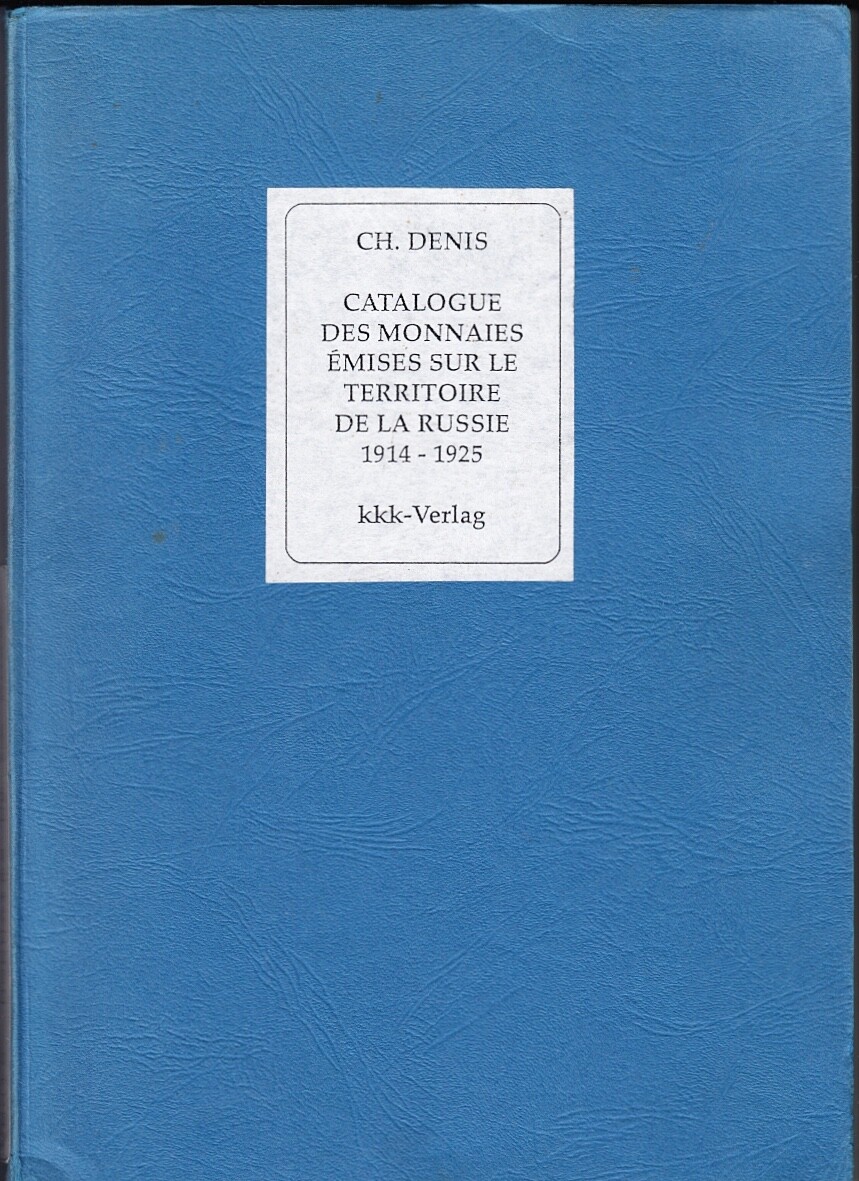 CH. DENIS
CATALOGUE
DES MONNAIES
ÉMISES SUR LE
TERRITOIRE
DE LA RUSSIE
1914 - 1925
kkk-Verlag